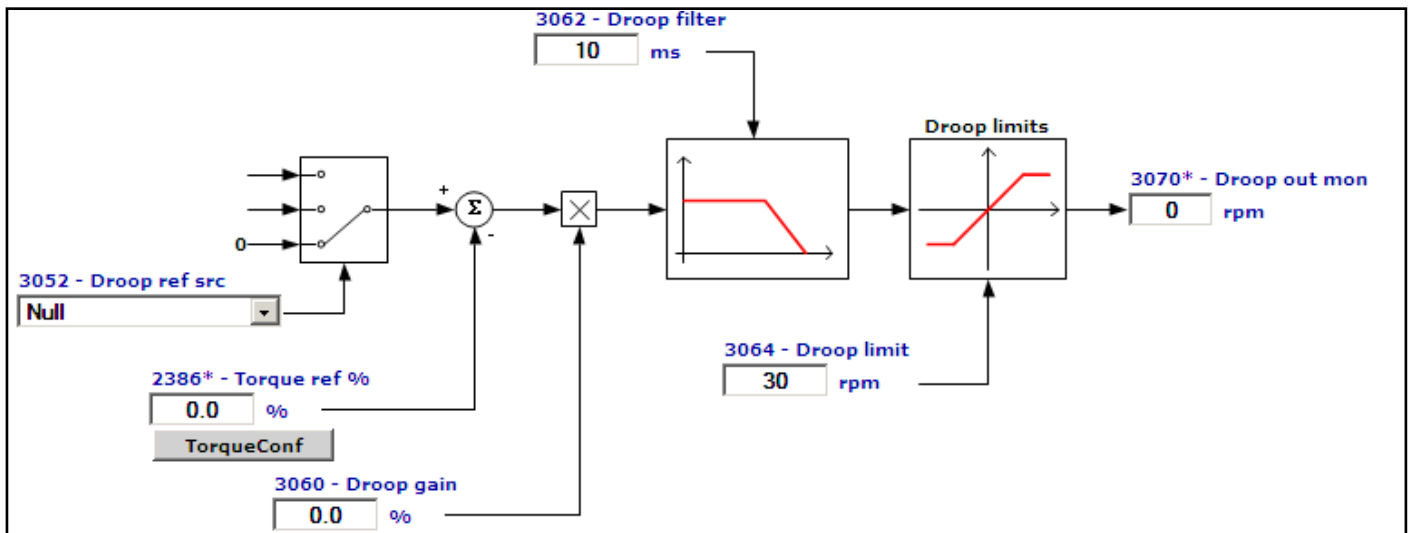 3062 - Droop filter
10 ms
Droop limits
3070* - Droop out mon
0 rpm
+
Σ
-
0
3052 - Droop ref src
Null
3064 - Droop limit
30 rpm
2386* - Torque ref %
0.0 %
TorqueConf
3060 - Droop gain
0.0 %